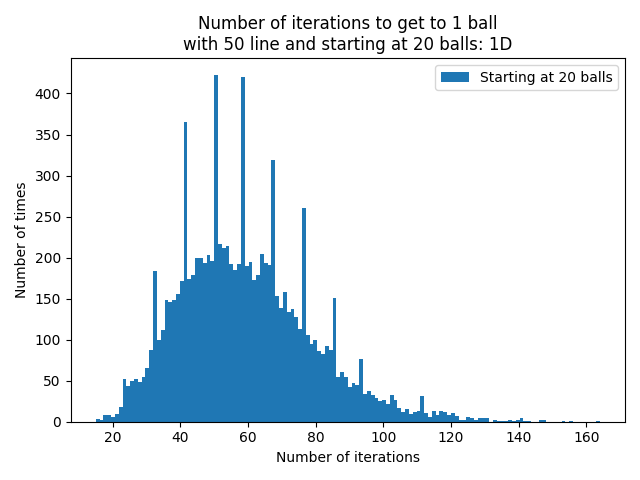 Number of iterations to get to 1 ball
with 50 line and starting at 20 balls: 1D
Starting at 20 balls
Number of times
400
350
300
250
200
150
100
50
0
20 40 60 80 100 120 140 160
Number of iterations